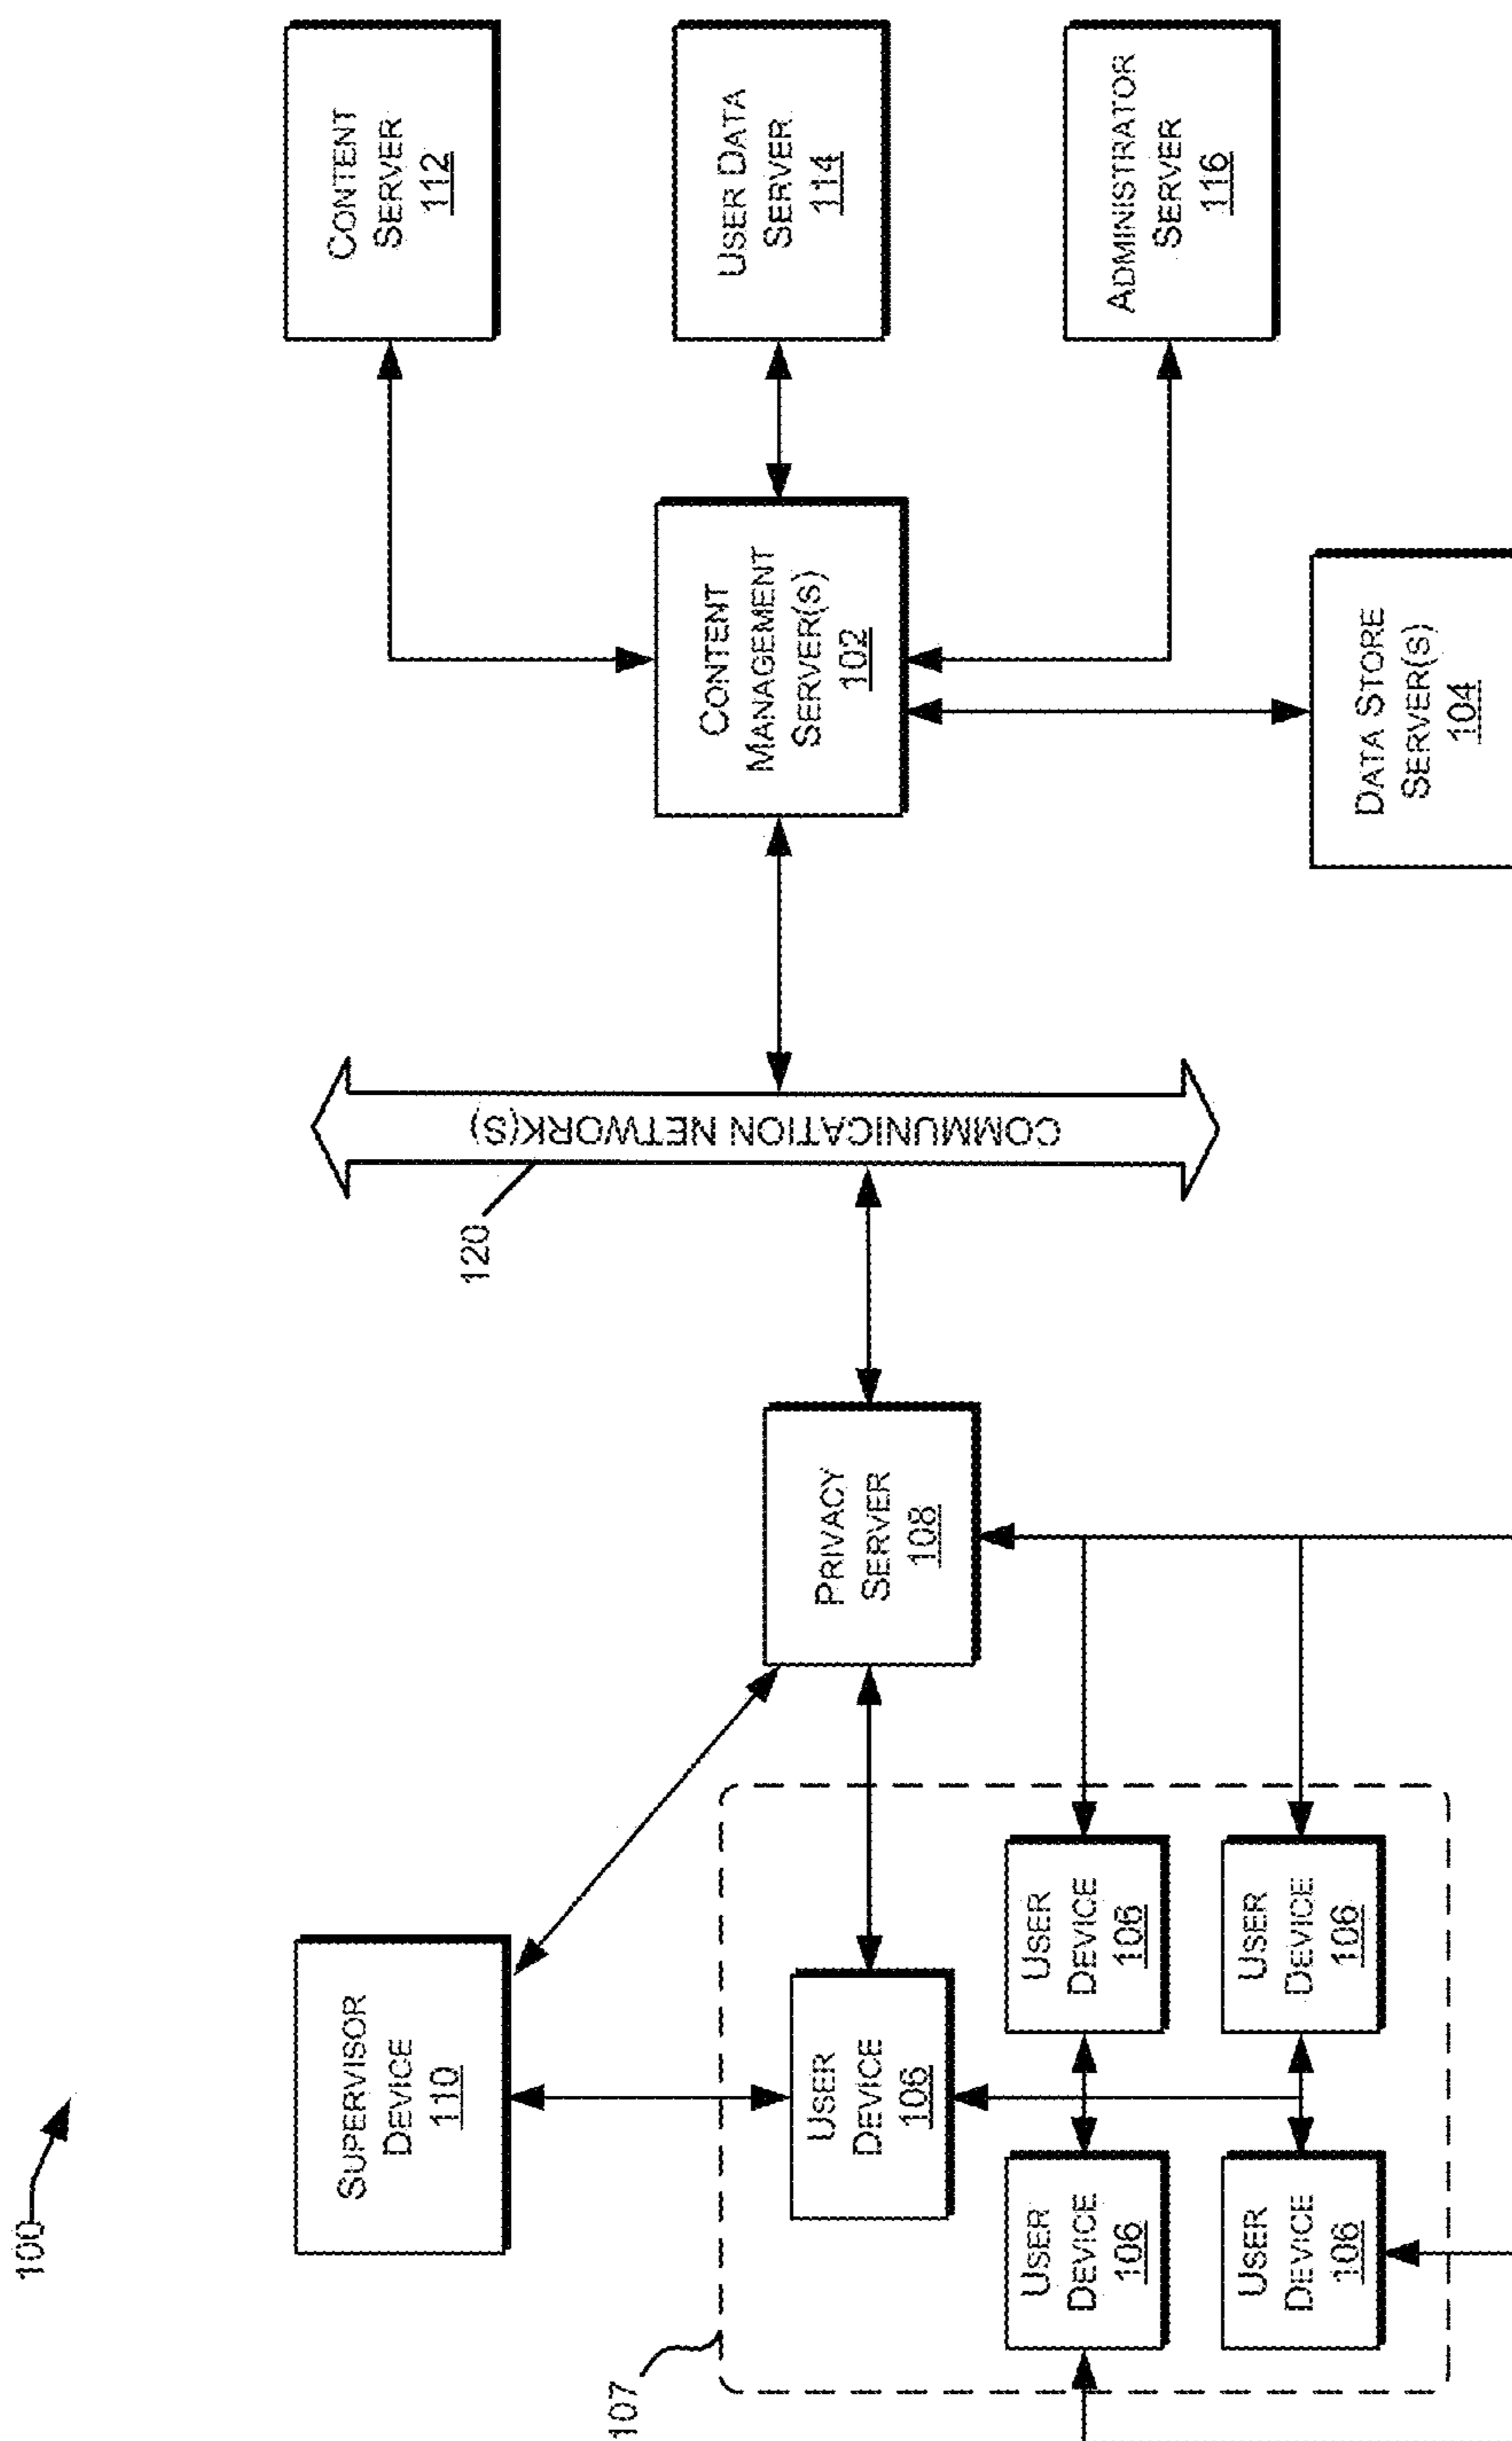 100
SUPERVISOR
DEVICE
110
107
USER
DEVICE
106
USER
DEVICE
106
USER
DEVICE
106
USER
DEVICE
106
USER
DEVICE
106
PRIVACY
SERVER
108
120
COMMUNICATION NETWORK(S)
CONTENT
MANAGEMENT
SERVER(S)
102
DATA STORE
SERVER(S)
104
CONTENT
SERVER
112
USER DATA
SERVER
114
ADMINISTRATOR
SERVER
116